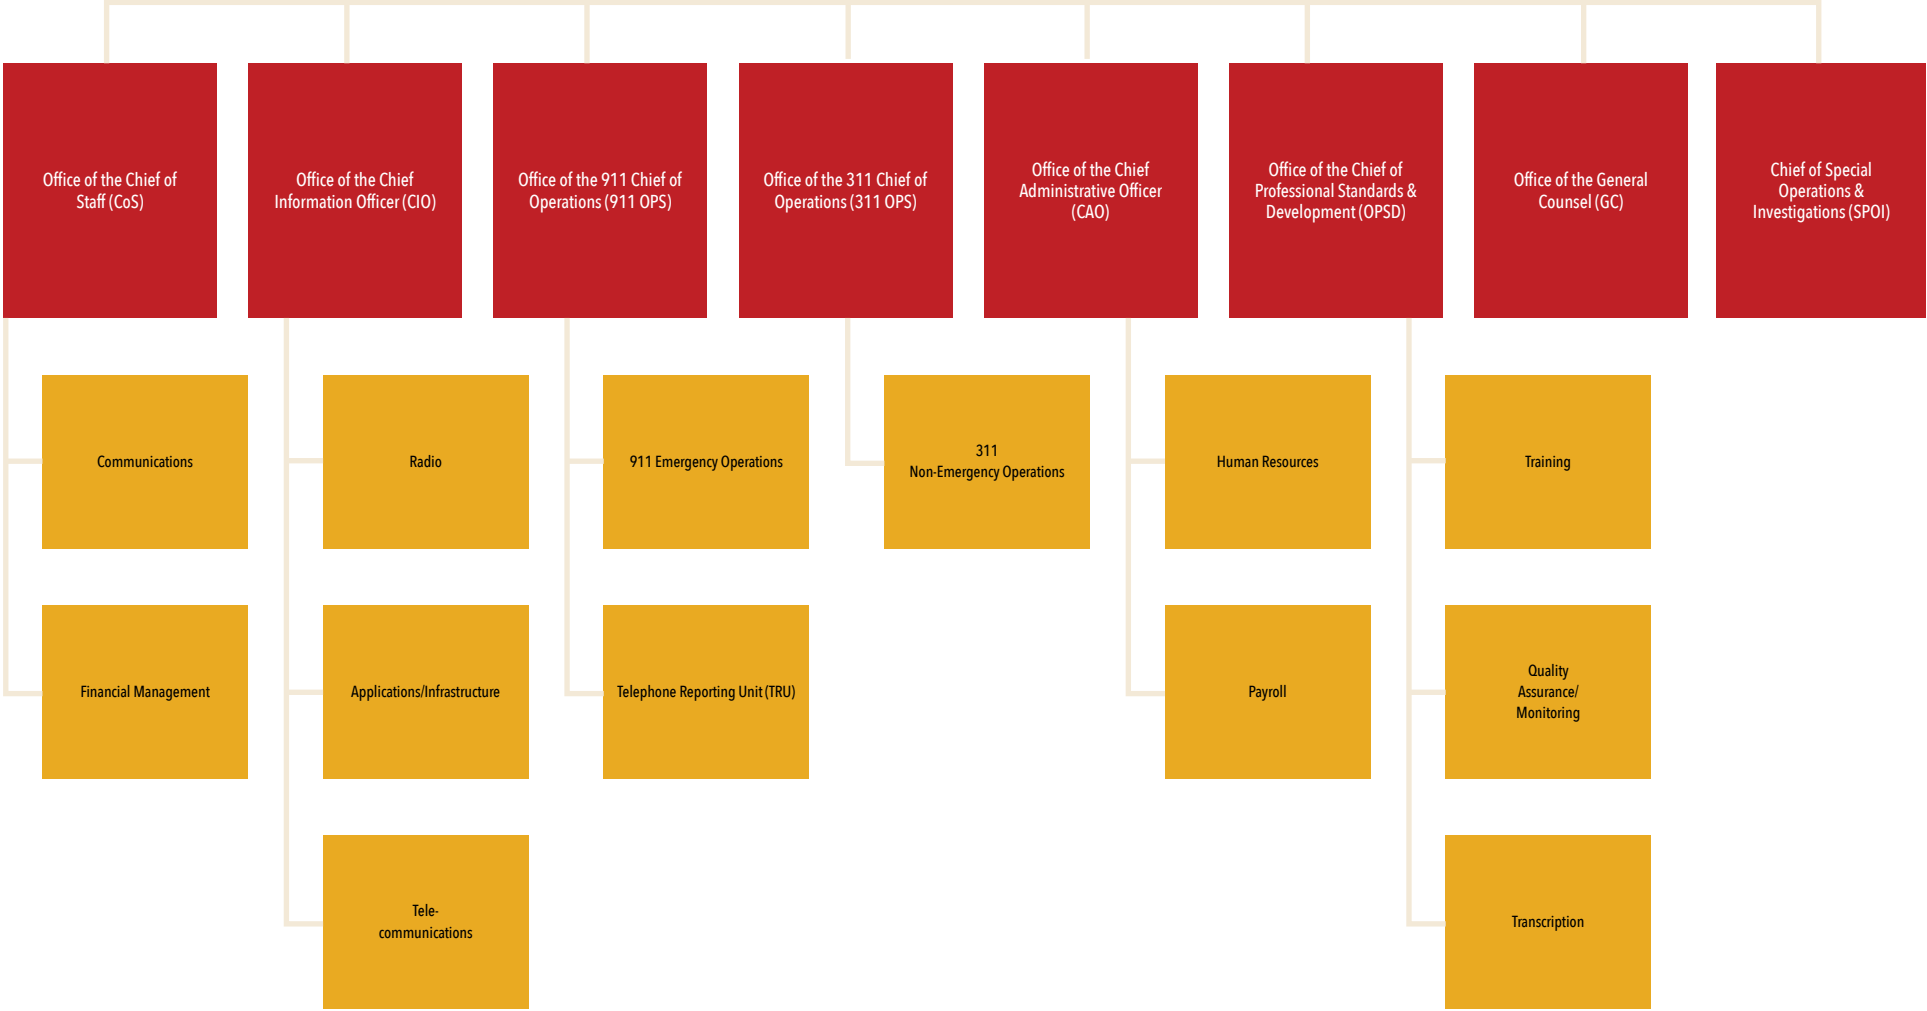 Office of the Chief of
Staff (CoS)
Office of the Chief
Information Officer (CIO)
Office of the 911 Chief of
Operations (911 OPS)
Office of the 311 Chief of
Operations (311 OPS)
Office of the Chief
Administrative Officer
(CAO)
Office of the Chief of
Professional Standards &
Development (OPSD)
Office of the General
Counsel (GC)
Chief of Special
Operations &
Investigations (SPOI)
Communications
Radio
911 Emergency Operations
311
Non-Emergency Operations
Human Resources
Training
Financial Management
Applications/Infrastructure
Telephone Reporting Unit (TRU)
Payroll
Quality
Assurance/
Monitoring
Tele-
communications
Transcription